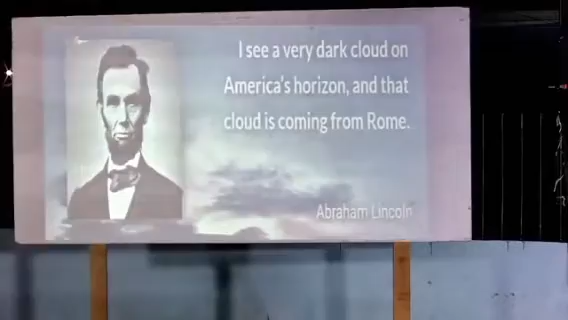 I see a very dark cloud on
America's horizon, and that
cloud is coming from Rome.
Abraham Lincoln